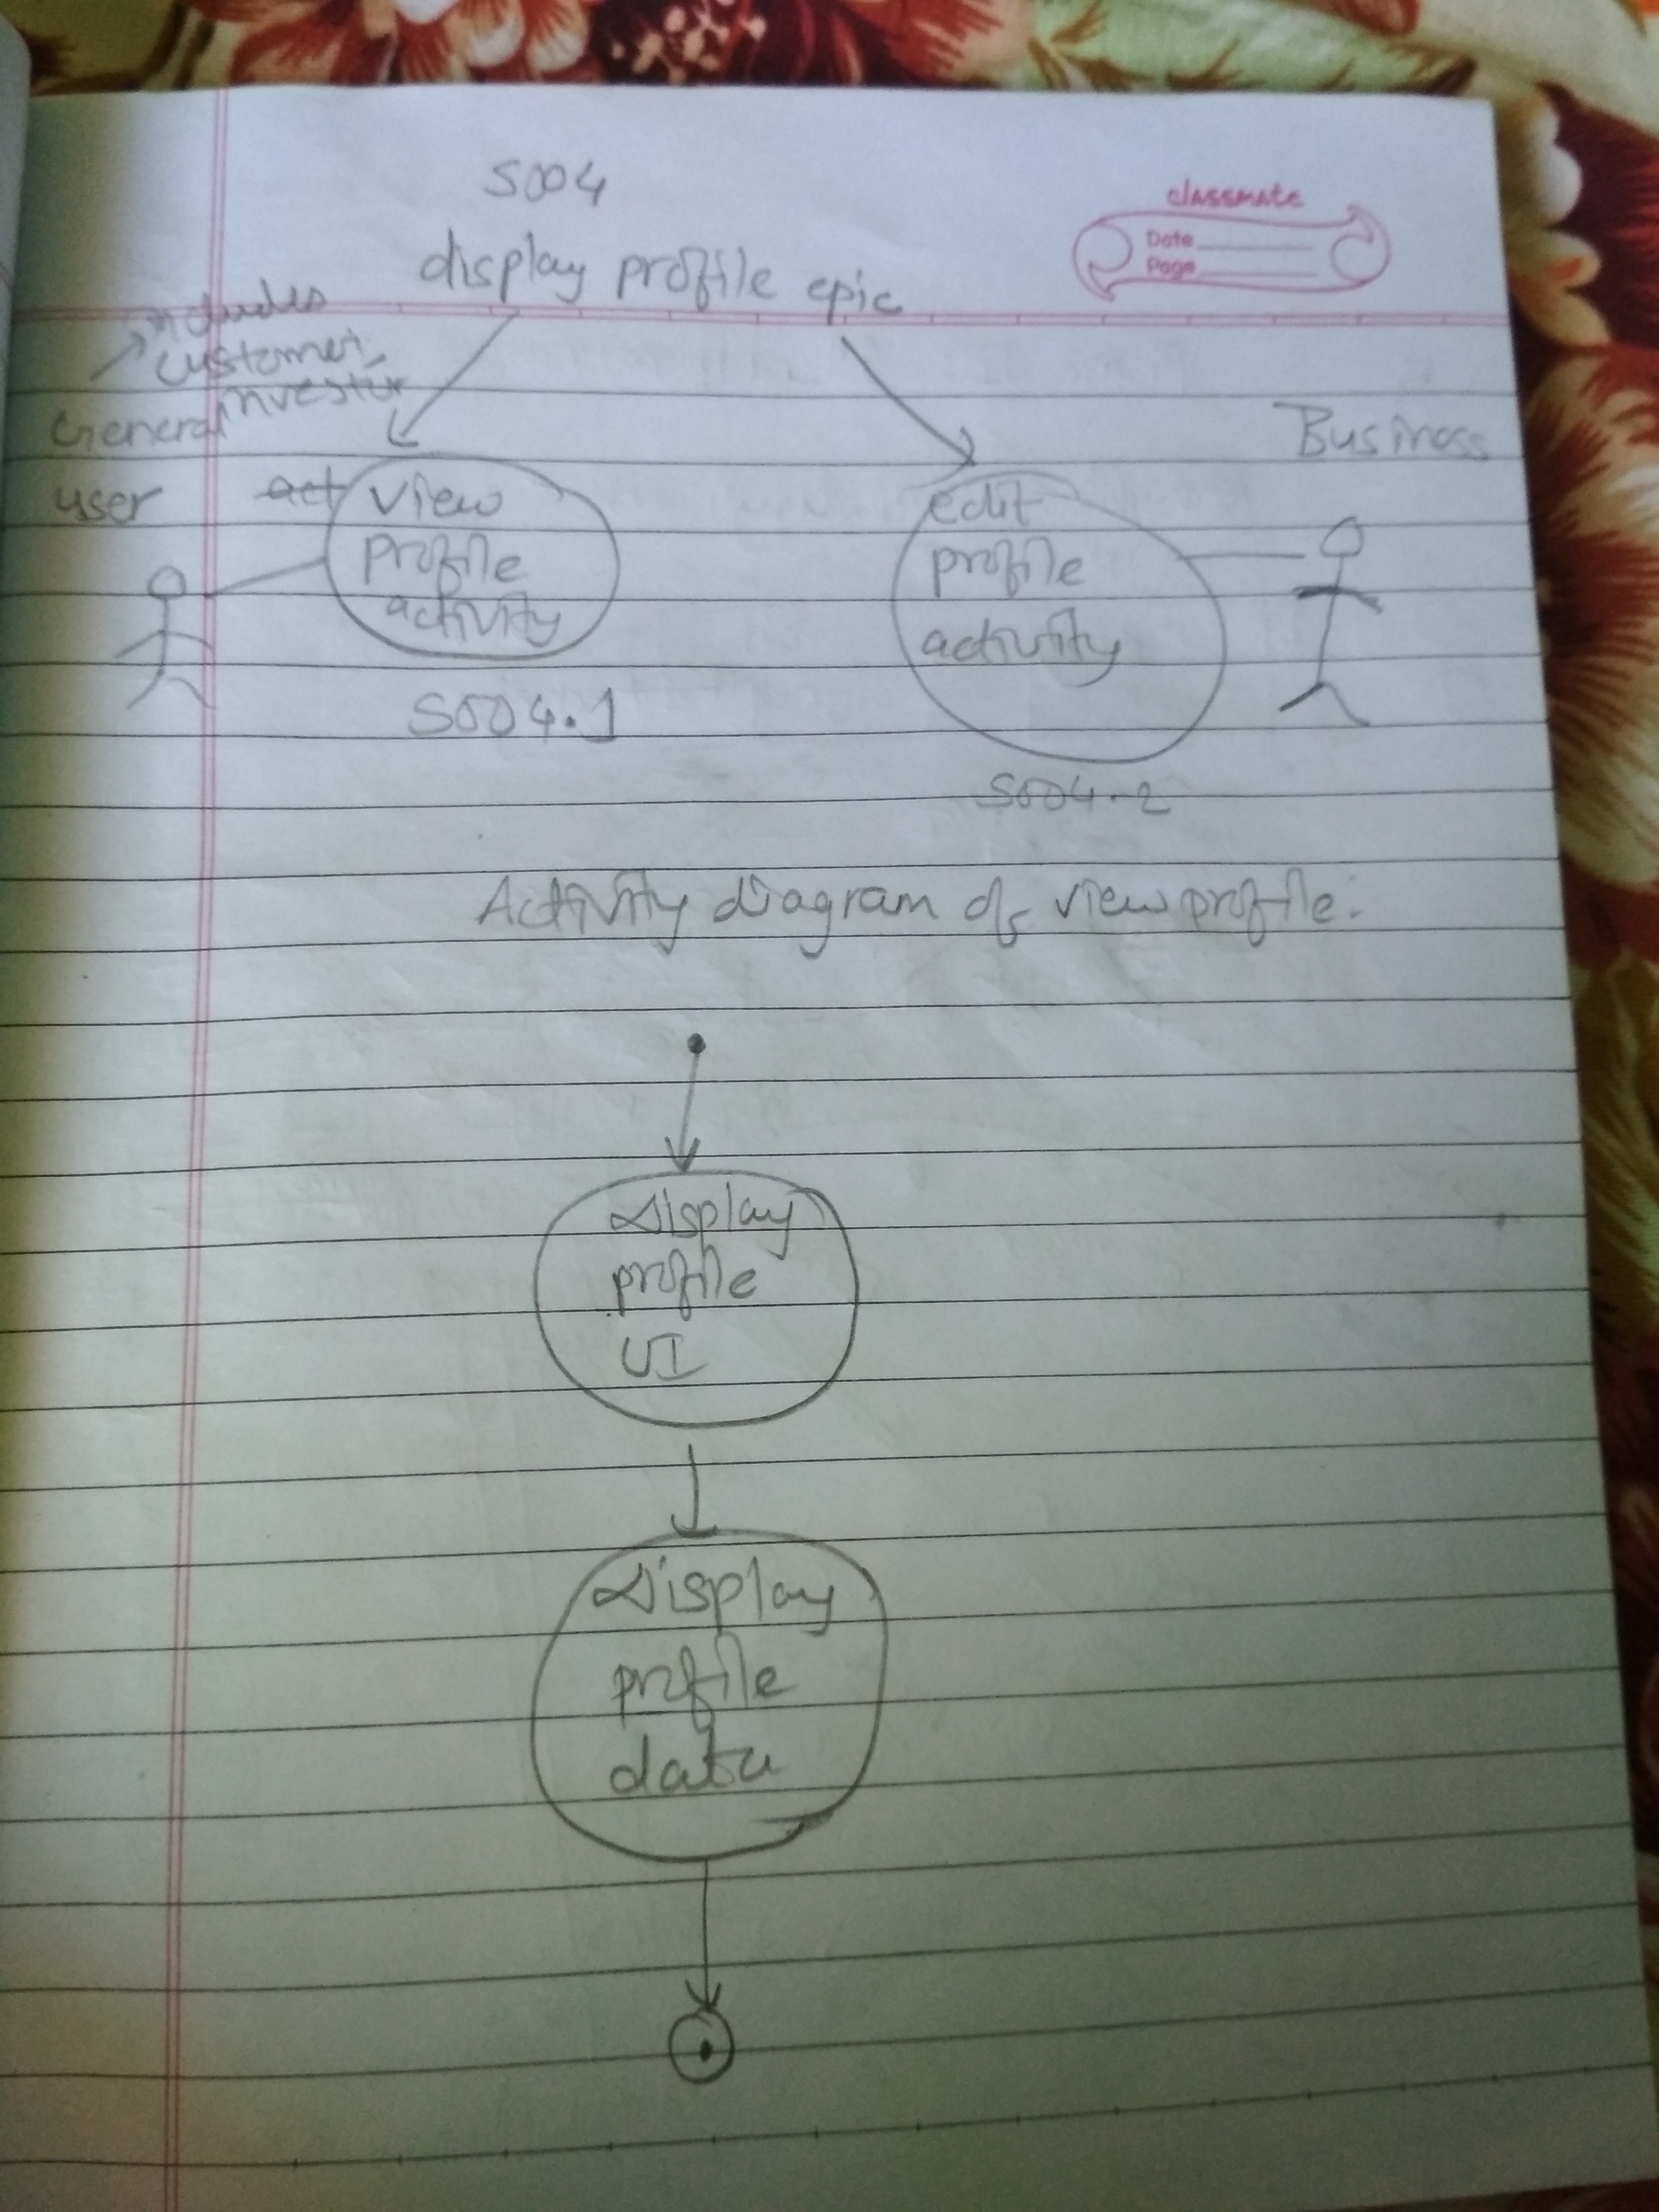 S004
classmate
Date
Page
display profile epic
includes
customer,
investor
General
user
Business
act view
profile
activity
S004.1
edit
profile
activity
S004.2
Activity diagram of view profile:
Display
profile
UI
Display
profile
data